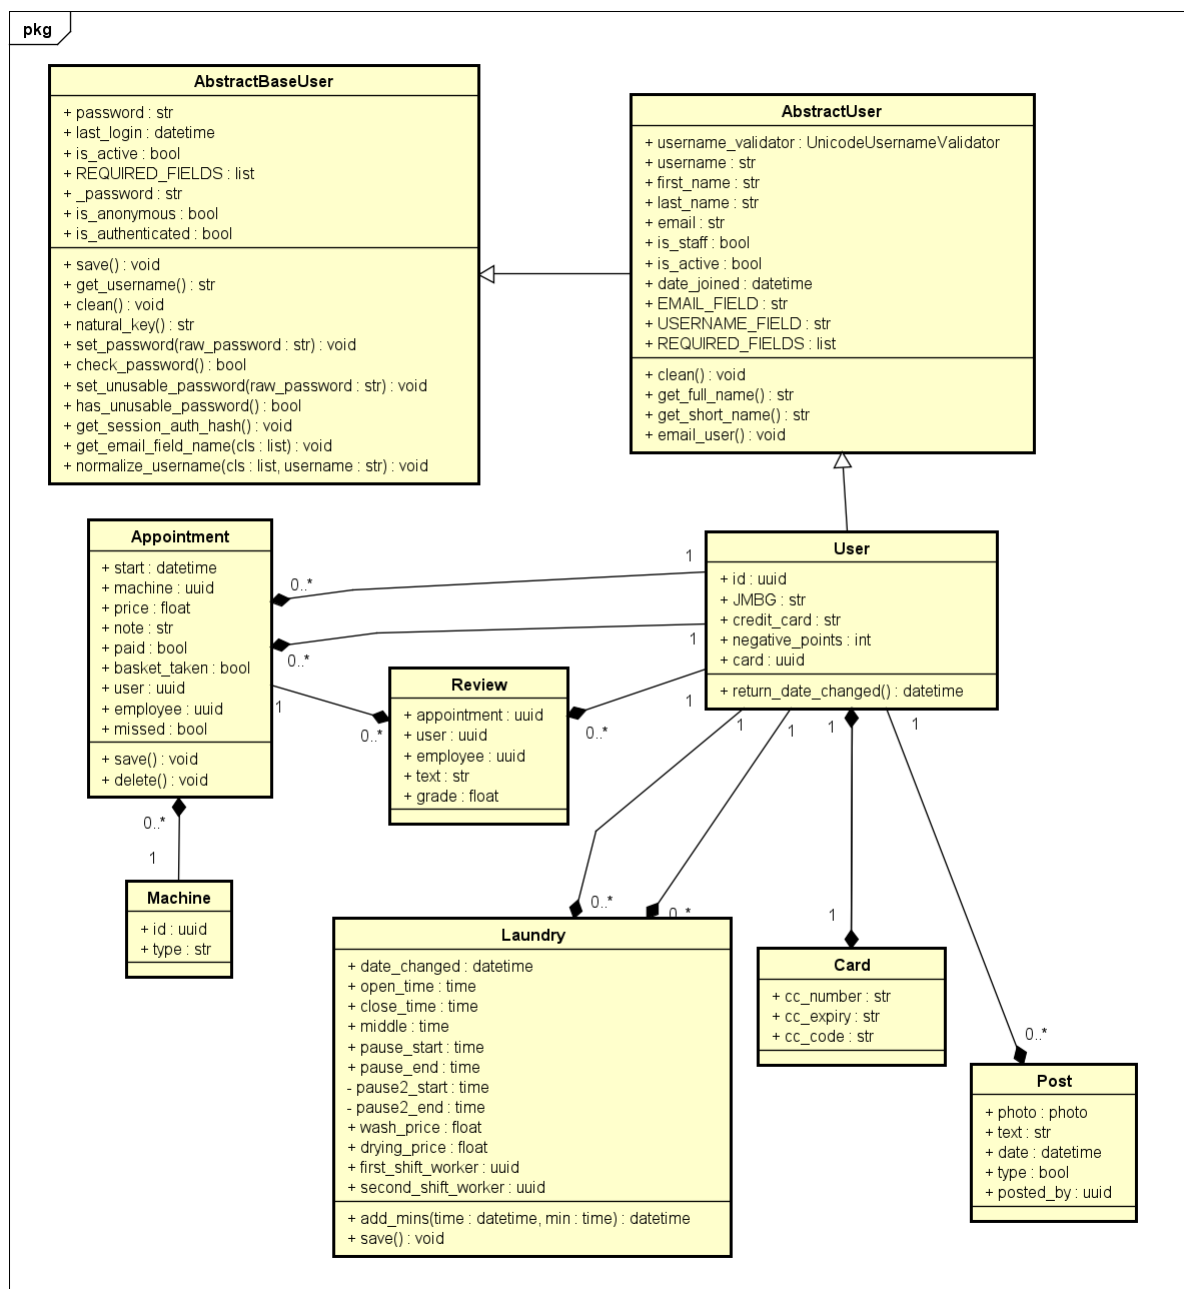 pkg
AbstractBaseUser
+ password : str
+ last_login : datetime
+ is_active : bool
+ REQUIRED_FIELDS : list
+ _password : str
+ is_anonymous : bool
+ is_authenticated : bool
+ save() : void
+ get_username() : str
+ clean() : void
+ natural_key() : str
+ set_password(raw_password : str) : void
+ check_password() : bool
+ set_unusable_password(raw_password : str) : void
+ has_unusable_password() : bool
+ get_session_auth_hash() : void
+ get_email_field_name(cls : list) : void
+ normalize_username(cls : list, username : str) : void
AbstractUser
+ username_validator : UnicodeUsernameValidator
+ username : str
+ first_name : str
+ last_name : str
+ email : str
+ is_staff : bool
+ is_active : bool
+ date_joined : datetime
+ EMAIL_FIELD : str
+ USERNAME_FIELD : str
+ REQUIRED_FIELDS : list
+ clean() : void
+ get_full_name() : str
+ get_short_name() : str
+ email_user() : void
Appointment
+ start : datetime
+ machine : uuid
+ price : float
+ note : str
+ paid : bool
+ basket_taken : bool
+ user : uuid
+ employee : uuid
+ missed : bool
+ save() : void
+ delete() : void
0..*
1
0..*
1
User
+ id : uuid
+ JMBG : str
+ credit_card : str
+ negative_points : int
+ card : uuid
+ return_date_changed() : datetime
Review
+ appointment : uuid
+ user : uuid
+ employee : uuid
+ text : str
+ grade : float
1
0..*
1
0..*
0..*
1
Machine
+ id : uuid
+ type : str
1
1
1
1
0..*
0..*
1
0..*
Laundry
+ date_changed : datetime
+ open_time : time
+ close_time : time
+ middle : time
+ pause_start : time
+ pause_end : time
- pause2_start : time
- pause2_end : time
+ wash_price : float
+ drying_price : float
+ first_shift_worker : uuid
+ second_shift_worker : uuid
+ add_mins(time : datetime, min : time) : datetime
+ save() : void
Card
+ cc_number : str
+ cc_expiry : str
+ cc_code : str
Post
+ photo : photo
+ text : str
+ date : datetime
+ type : bool
+ posted_by : uuid